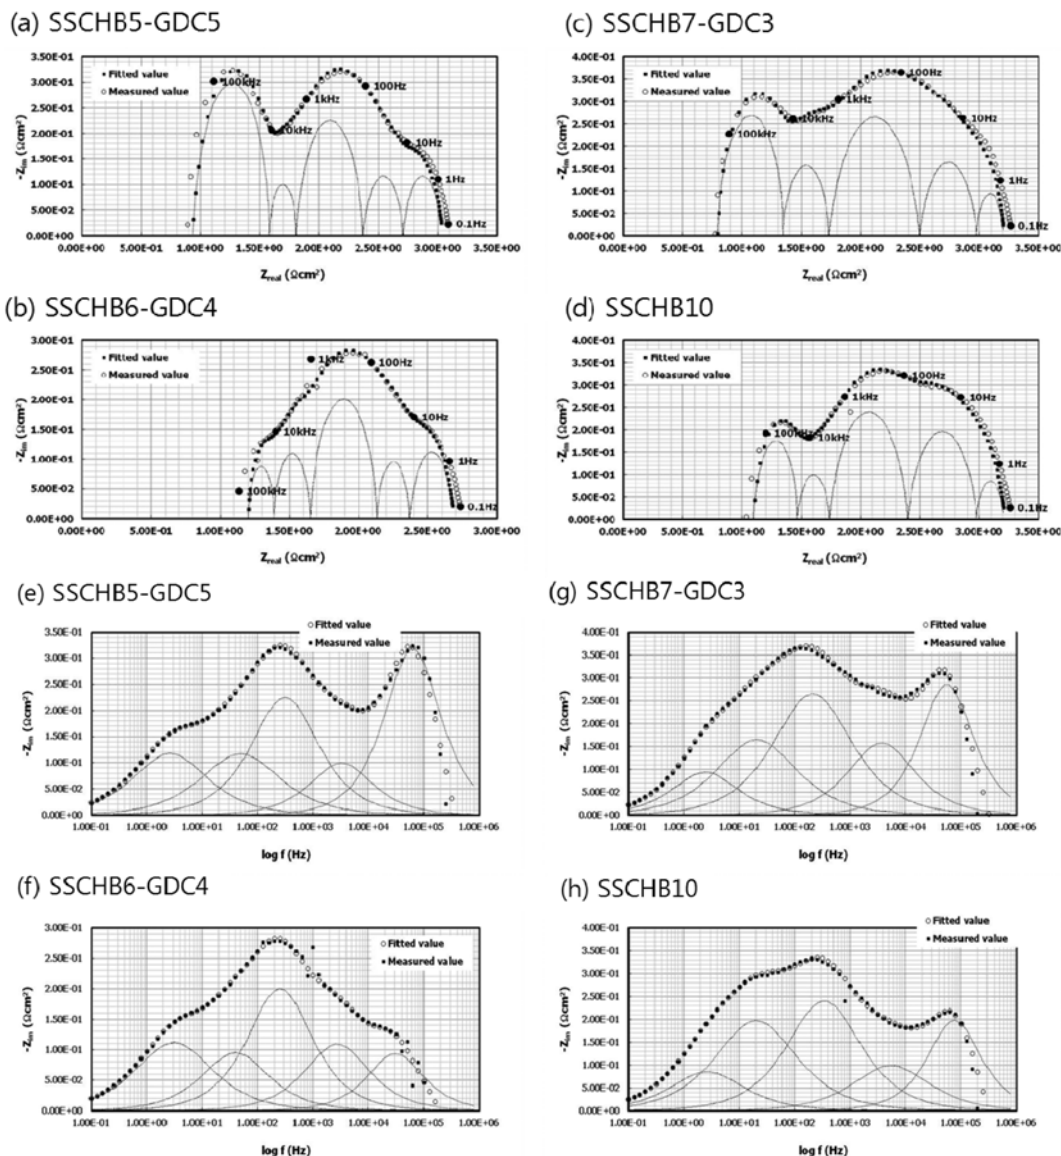 (a) SSCHB5-GDC5
3.50E-01
3.00E-01
2.50E-01
2.00E-01
1.50E-01
1.00E-01
5.00E-02
0.00E+00
-Zim (Ωcm²)
Fitted value
Measured value
100kHz
10kHz
1kHz
100Hz
10Hz
1Hz
0.1Hz
0.00E+00 5.00E-01 1.00E+00 1.50E+00 2.00E+00 2.50E+00 3.00E+00 3.50E+00
Zreal (Ωcm²)
(c) SSCHB7-GDC3
4.00E-01
3.50E-01
3.00E-01
2.50E-01
2.00E-01
1.50E-01
1.00E-01
5.00E-02
0.00E+00
-Zim (Ωcm²)
Fitted value
Neasured value
100kHz
10kHz
1kHz
100Hz
10Hz
1Hz
0.1Hz
0.00E+00 5.00E-01 1.00E+00 1.50E+00 2.00E+00 2.50E+00 3.00E+00 3.50E+00
Zreal (Ωcm²)
(b) SSCHB6-GDC4
3.00E-01
2.50E-01
2.00E-01
1.50E-01
1.00E-01
5.00E-02
0.00E+00
-Zim (Ωcm²)
Fitted value
Measured value
100kHz
10kHz
1kHz
100Hz
10Hz
1Hz
0.1Hz
0.00E+00 5.00E-01 1.00E+00 1.50E+00 2.00E+00 2.50E+00 3.00E+00
Zreal (Ωcm²)
(d) SSCHB10
4.00E-01
3.50E-01
3.00E-01
2.50E-01
2.00E-01
1.50E-01
1.00E-01
5.00E-02
0.00E+00
-Zim (Ωcm²)
Fitted value
Neasured value
100kHz
10kHz
1kHz
100Hz
10Hz
1Hz
0.1Hz
0.00E+00 5.00E-01 1.00E+00 1.50E+00 2.00E+00 2.50E+00 3.00E+00 3.50E+00
Zreal (Ωcm²)
(e) SSCHB5-GDC5
Fitted value
Measured value
3.50E-01
3.00E-01
2.50E-01
2.00E-01
1.50E-01
1.00E-01
5.00E-02
0.00E+00
-Zim (Ωcm²)
1.00E-01 1.00E+00 1.00E+01 1.00E+02 1.00E+03 1.00E+04 1.00E+05 1.00E+06
log f (Hz)
(g) SSCHB7-GDC3
Fitted value
Measured value
4.00E-01
3.50E-01
3.00E-01
2.50E-01
2.00E-01
1.50E-01
1.00E-01
5.00E-02
0.00E+00
-Zim (Ωcm²)
1.00E-01 1.00E+00 1.00E+01 1.00E+02 1.00E+03 1.00E+04 1.00E+05 1.00E+06
log f (Hz)
(f) SSCHB6-GDC4
Fitted value
Measured value
3.00E-01
2.50E-01
2.00E-01
1.50E-01
1.00E-01
5.00E-02
0.00E+00
-Zim (Ωcm²)
1.00E-01 1.00E+00 1.00E+01 1.00E+02 1.00E+03 1.00E+04 1.00E+05 1.00E+06
log f (Hz)
(h) SSCHB10
Fitted value
Measured value
4.00E-01
3.50E-01
3.00E-01
2.50E-01
2.00E-01
1.50E-01
1.00E-01
5.00E-02
0.00E+00
-Zim (Ωcm²)
1.00E-01 1.00E+00 1.00E+01 1.00E+02 1.00E+03 1.00E+04 1.00E+05 1.00E+06
log f (Hz)